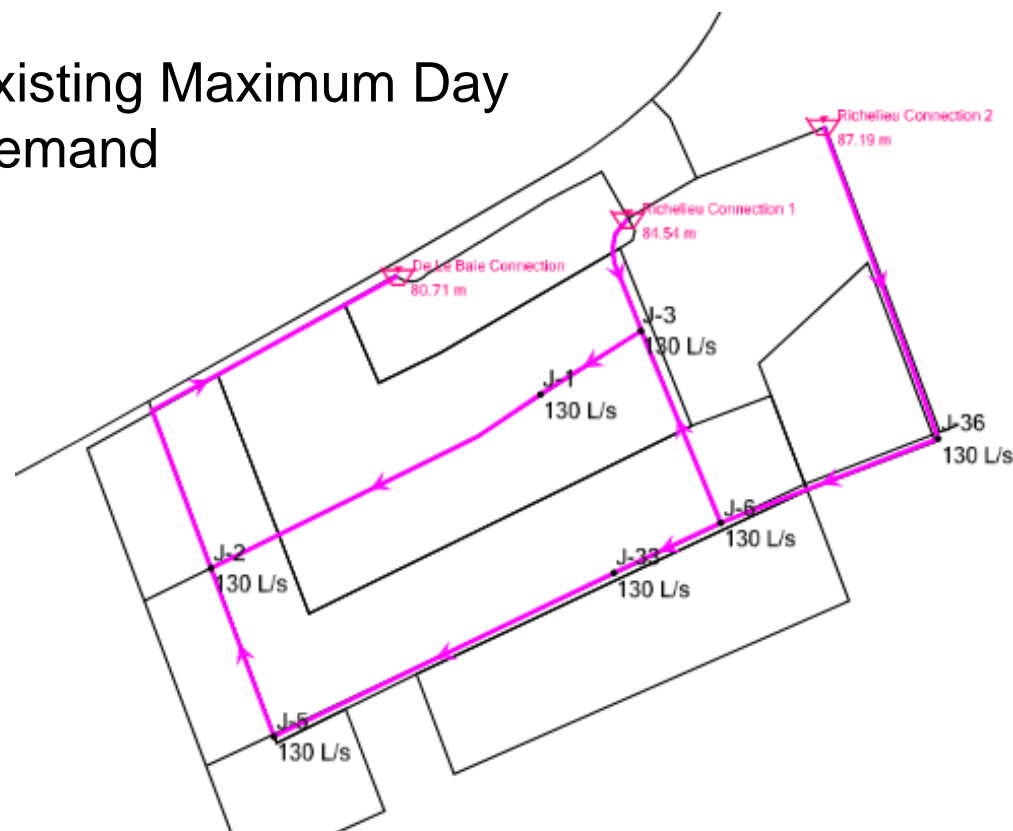 xisting Maximum Day
emand
Richelieu Connection 2
87.19 m
Richelieu Connection 1
84.54 m
De Le Baie Connection
80.71 m
J-3
130 L/s
J-1
130 L/s
J-36
130 L/s
J-6
130 L/s
J-33
130 L/s
J-2
130 L/s
J-5
130 L/s